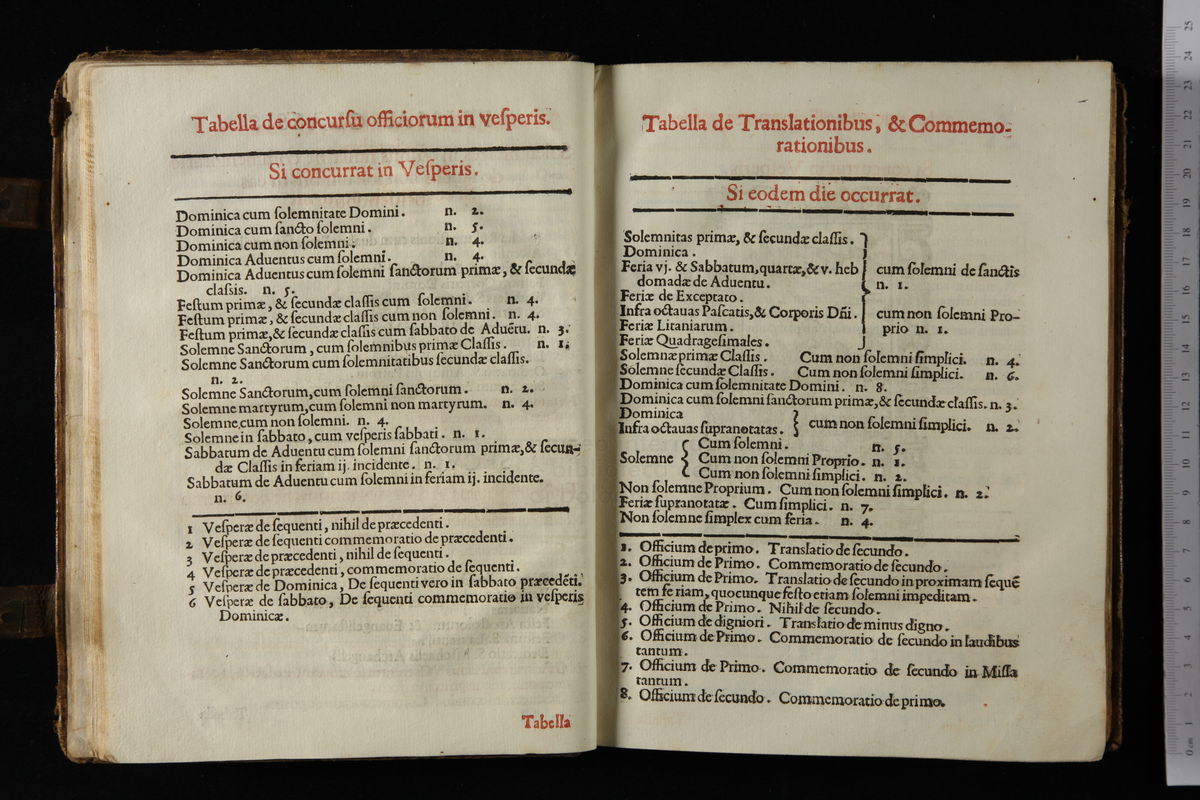 Tabella de concursu officiorum in vesperis.
Si concurrat in Vesperis.
Dominica cum solemnitate Domini. n. 2.
Dominica cum sancto solemni. n. 5.
Dominica cum non solemni. n. 4.
Dominica Aduentus cum solemni. n. 4.
Dominica Aduentus cum solemni sanctorum primæ, & secundæ
classis. n. 5.
Festum primæ, & secundæ classis cum solemni. n. 4.
Festum primæ, & secundæ classis cum non solemni. n. 4.
Festum primæ, & secundæ classis cum sabbato de Aduẽtu. n. 3.
Solemne Sanctorum, cum solemnibus primæ Classis. n. 1.
Solemne Sanctorum cum solemnitatibus secundæ classis.
n. 2.
Solemne Sanctorum, cum solemni sanctorum. n. 2.
Solemne martyrum, cum solemni non martyrum. n. 4.
Solemne cum non solemni. n. 4.
Solemne in sabbato, cum vesperis sabbati. n. 1.
Sabbatum de Aduentu cum solemni sanctorum primæ, & secun-
dæ Classis in feriam ij. incidente. n. 1.
Sabbatum de Aduentu cum solemni in feriam ij. incidente.
n. 6.
1 Vesperæ de sequenti, nihil de præcedenti.
2 Vesperæ de sequenti commemoratio de præcedenti.
3 Vesperæ de præcedenti, nihil de sequenti.
4 Vesperæ de præcedenti, commemoratio de sequenti.
5 Vesperæ de Dominica, De sequenti vero in sabbato præcedẽti.
6 Vesperæ de sabbato, De sequenti commemoratio in vesperis
Dominicæ.
Tabella
Tabella de Translationibus, & Commemo-
rationibus.
Si eodem die occurrat.
Solemnitas primæ, & secundæ classis.
Dominica.
Feria vj. & Sabbatum, quartæ, & v. heb
domadæ de Aduentu.
Feriæ de Exceptato.
Infra octauas Pascatis, & Corporis Dñi.
Feriæ Litaniarum.
Feriæ Quadragesimales.
cum solemni de sanctis
n. 1.
cum non solemni Pro-
prio n. 1.
Solemne primæ Classis. Cum non solemni simplici. n. 4.
Solemne secundæ Classis. Cum non solemni simplici. n. 6.
Dominica cum solemnitate Domini. n. 8.
Dominica cum solemni sanctorum primæ, & secundæ classis. n. 3.
Dominica
Infra octauas supranotatas. cum non solemni simplici. n. 2.
Cum solemni. n. 5.
Solemne Cum non solemni Proprio. n. 1.
Cum non solemni simplici. n. 2.
Non solemne Proprium. Cum non solemni simplici. n. 2.
Feriæ supranotatæ. Cum simplici. n. 7.
Non solemne simplex cum feria. n. 4.
1. Officium de primo. Translatio de secundo.
2. Officium de Primo. Commemoratio de secundo.
3. Officium de Primo. Translatio de secundo in proximam sequẽ
tem feriam, quocunque festo etiam solemni impeditam.
4. Officium de Primo. Nihil de secundo.
5. Officium de digniori. Translatio de minus digno.
6. Officium de Primo. Commemoratio de secundo in laudibus
tantum.
7. Officium de Primo. Commemoratio de secundo in Missa
tantum.
8. Officium de secundo. Commemoratio de primo.